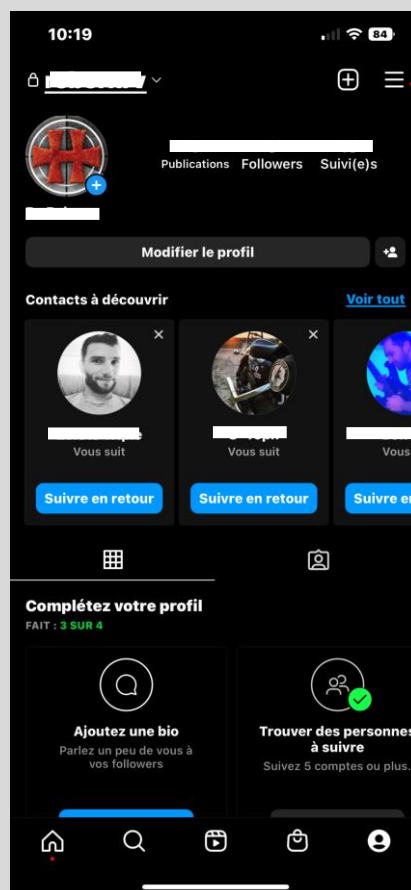 10:19
84
Publications Followers Suivi(e)s
Modifier le profil
Contacts à découvrir Voir tout
Vous suit Vous suit Vous
Suivre en retour Suivre en retour Suivre en
Complétez votre profil
FAIT : 3 SUR 4
Ajoutez une bio
Parlez un peu de vous à
vos followers
Trouver des personnes
à suivre
Suivez 5 comptes ou plus.